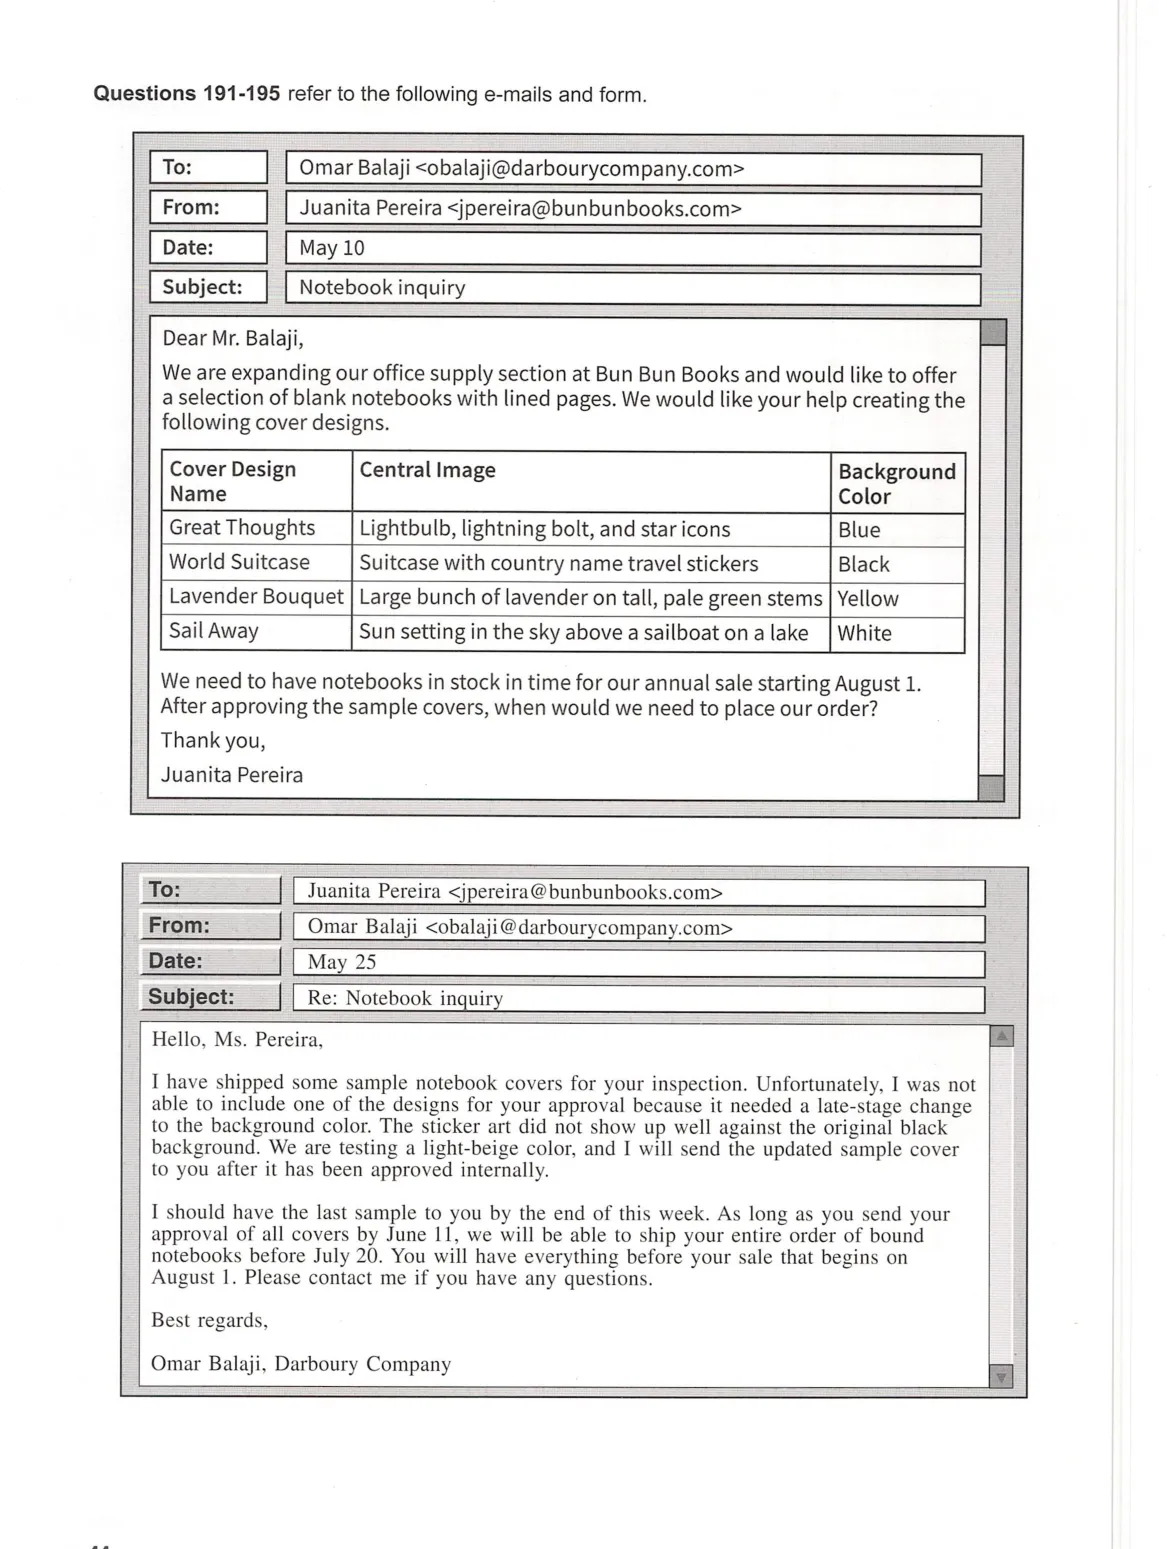 Questions 191-195 refer to the following e-mails and form.
To: Omar Balaji <obalaji@darbourycompany.com>
From: Juanita Pereira <jpereira@bunbunbooks.com>
Date: May 10
Subject: Notebook inquiry
Dear Mr. Balaji,
We are expanding our office supply section at Bun Bun Books and would like to offer
a selection of blank notebooks with lined pages. We would like your help creating the
following cover designs.
Cover Design Name Central Image Background Color
Great Thoughts Lightbulb, lightning bolt, and star icons Blue
World Suitcase Suitcase with country name travel stickers Black
Lavender Bouquet Large bunch of lavender on tall, pale green stems Yellow
Sail Away Sun setting in the sky above a sailboat on a lake White
We need to have notebooks in stock in time for our annual sale starting August 1.
After approving the sample covers, when would we need to place our order?
Thank you,
Juanita Pereira
To: Juanita Pereira <jpereira@bunbunbooks.com>
From: Omar Balaji <obalaji@darbourycompany.com>
Date: May 25
Subject: Re: Notebook inquiry
Hello, Ms. Pereira,
I have shipped some sample notebook covers for your inspection. Unfortunately, I was not
able to include one of the designs for your approval because it needed a late-stage change
to the background color. The sticker art did not show up well against the original black
background. We are testing a light-beige color, and I will send the updated sample cover
to you after it has been approved internally.
I should have the last sample to you by the end of this week. As long as you send your
approval of all covers by June 11, we will be able to ship your entire order of bound
notebooks before July 20. You will have everything before your sale that begins on
August 1. Please contact me if you have any questions.
Best regards,
Omar Balaji, Darboury Company